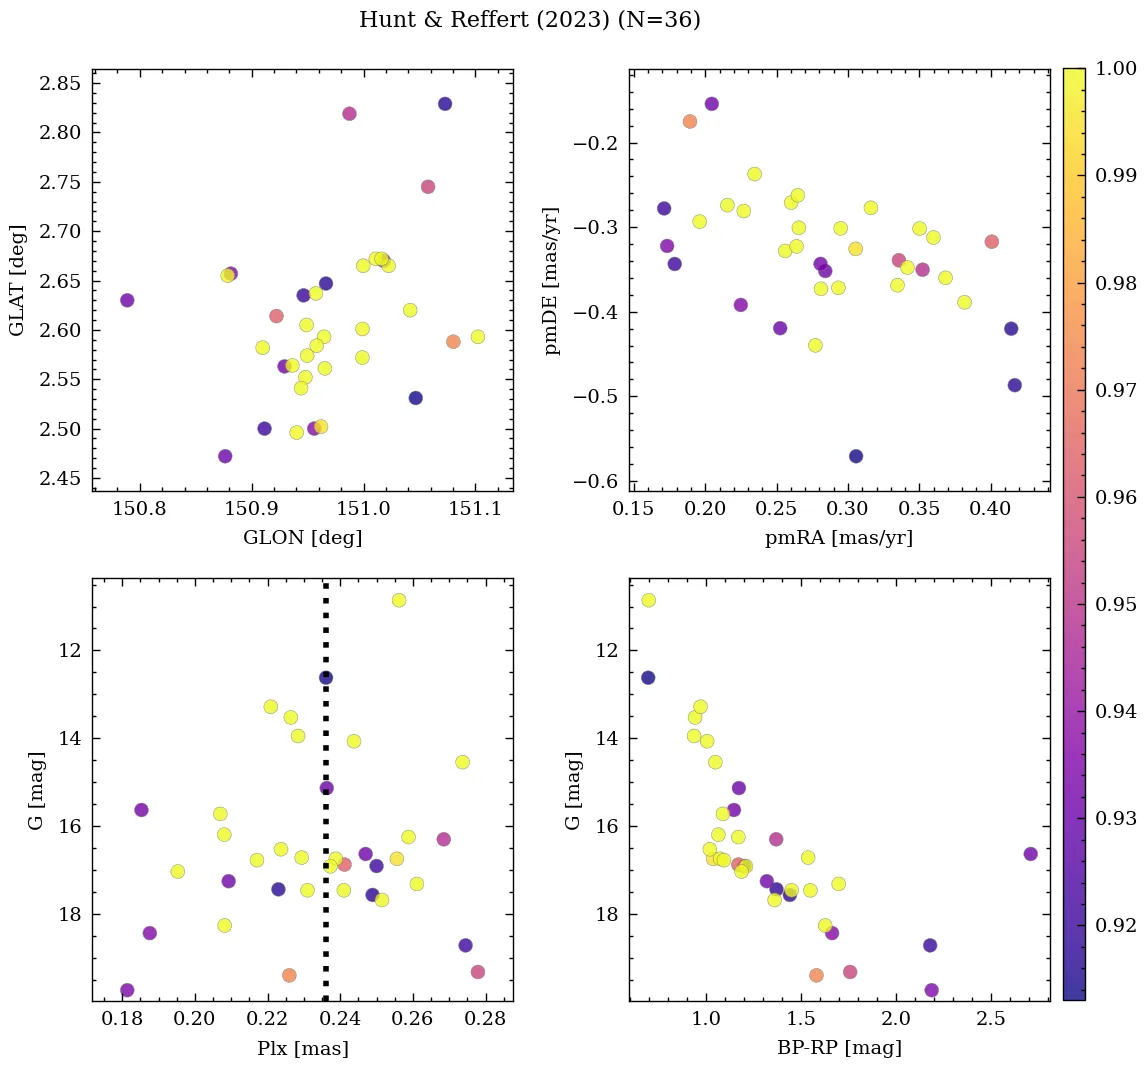 Hunt & Reffert (2023) (N=36)
2.85
2.80
2.75
2.70
2.65
2.60
2.55
2.50
2.45
GLAT [deg]
150.8 150.9 151.0 151.1
GLON [deg]
−0.2
−0.3
−0.4
−0.5
−0.6
pmDE [mas/yr]
0.15 0.20 0.25 0.30 0.35 0.40
pmRA [mas/yr]
12
14
16
18
G [mag]
0.18 0.20 0.22 0.24 0.26 0.28
Plx [mas]
12
14
16
18
G [mag]
1.0 1.5 2.0 2.5
BP-RP [mag]
1.00
0.99
0.98
0.97
0.96
0.95
0.94
0.93
0.92